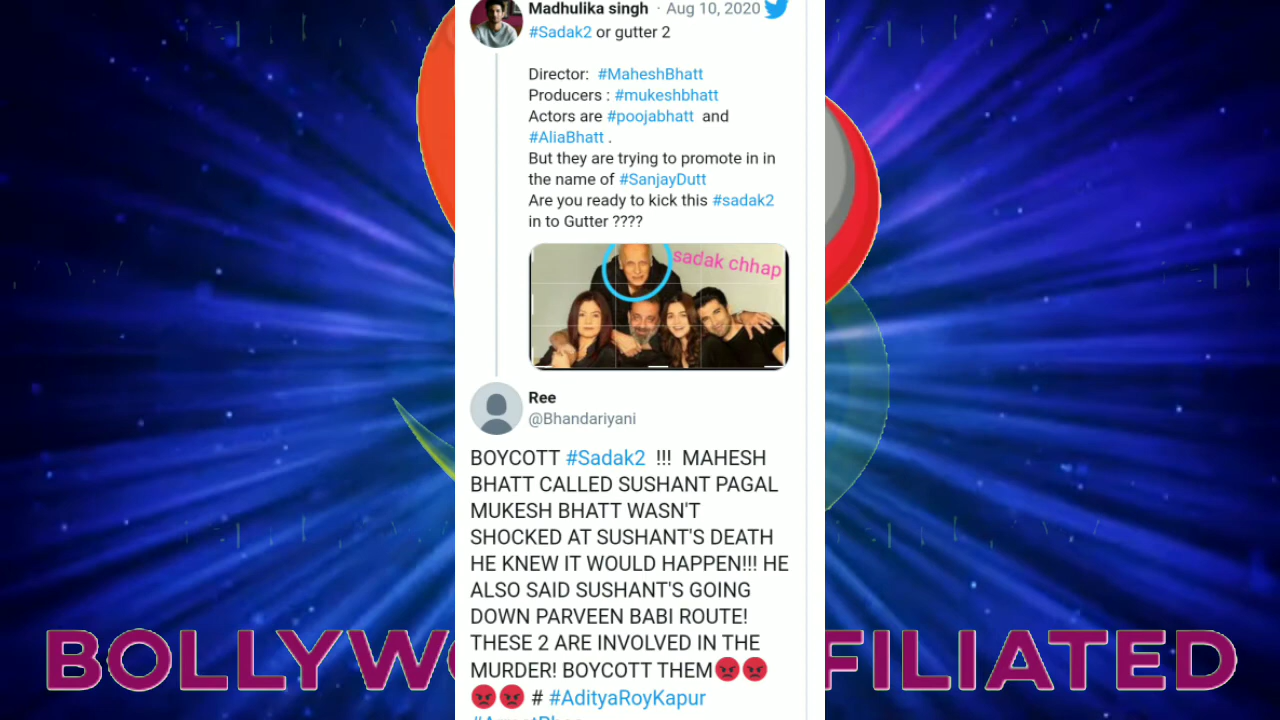 Madhulika singh · Aug 10, 2020
#Sadak2 or gutter 2
Director: #MaheshBhatt
Producers : #mukeshbhatt
Actors are #poojabhatt and
#AliaBhatt .
But they are trying to promote in in
the name of #SanjayDutt
Are you ready to kick this #sadak2
in to Gutter ????
sadak chhap
Ree
@Bhandariyani
BOYCOTT #Sadak2 !!! MAHESH
BHATT CALLED SUSHANT PAGAL
MUKESH BHATT WASN'T
SHOCKED AT SUSHANT'S DEATH
HE KNEW IT WOULD HAPPEN!!! HE
ALSO SAID SUSHANT'S GOING
DOWN PARVEEN BABI ROUTE!
THESE 2 ARE INVOLVED IN THE
MURDER! BOYCOTT THEM😡😡
😡😡 # #AdityaRoyKapur
BOLLYW FILIATED